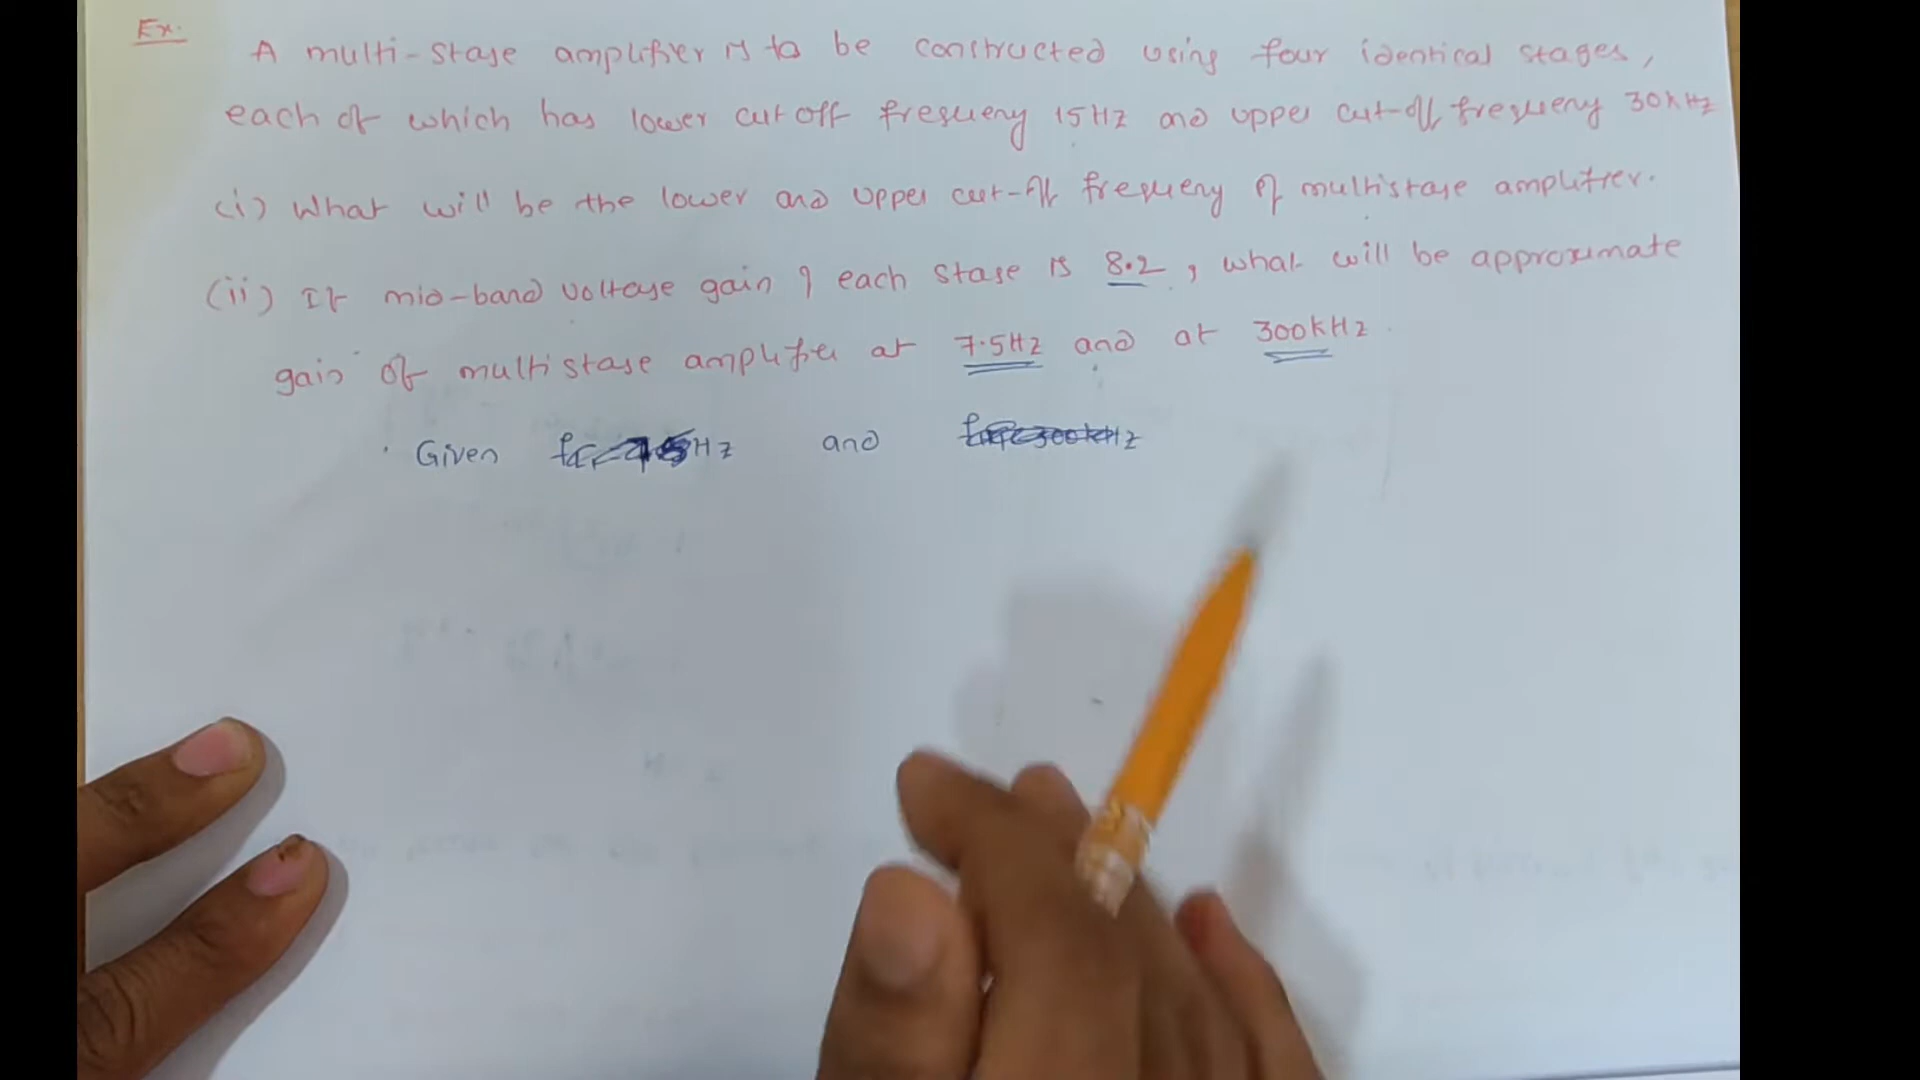 Ex.
A multi-stage amplifier is to be constructed using four identical stages,
each of which has lower cut off frequency 15Hz and upper cut-off frequency 30kHz
(i) What will be the lower and upper cut-off frequency of multistage amplifier.
(ii) If mid-band voltage gain of each stage is 8.2, what will be approximate
gain of multistage amplifier at 7.5Hz and at 300kHz.
Given Hz and Hz